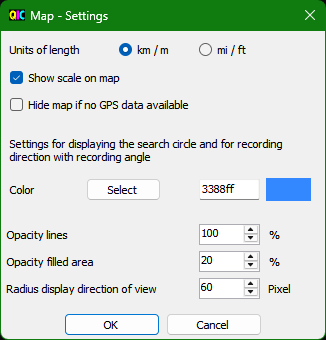 QIC Map - Settings
Units of length km / m mi / ft
Show scale on map
Hide map if no GPS data available
Settings for displaying the search circle and for recording
direction with recording angle
Color Select 3388ff
Opacity lines 100 %
Opacity filled area 20 %
Radius display direction of view 60 Pixel
OK Cancel